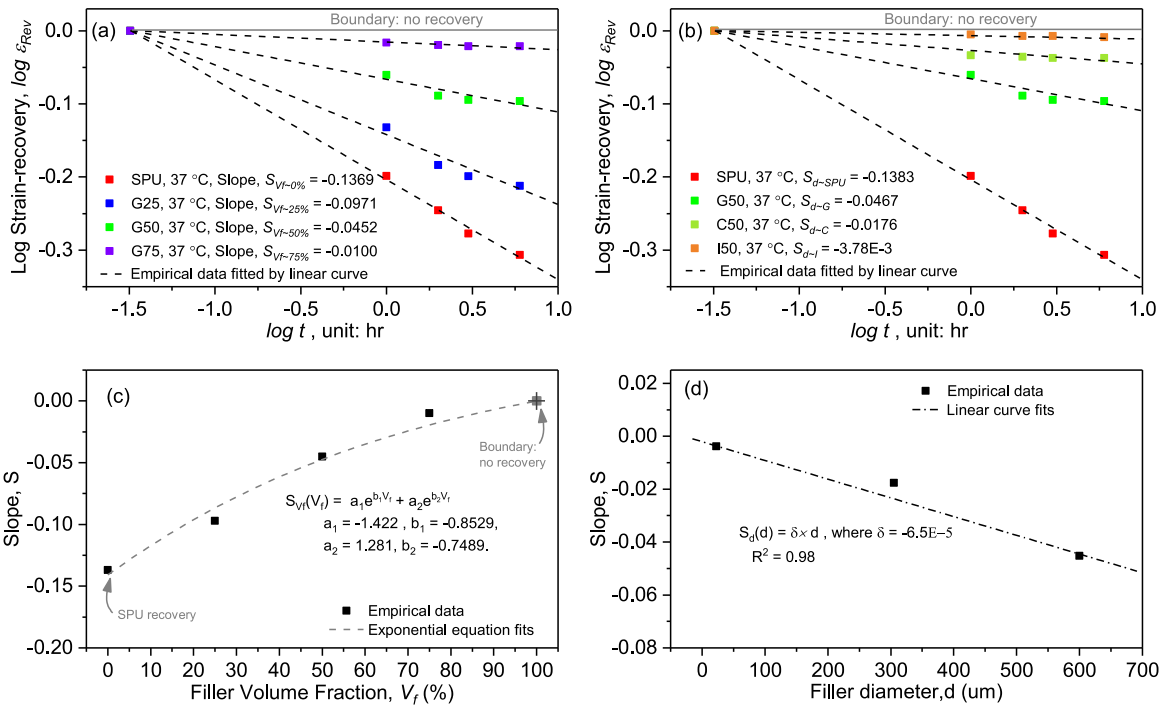 Boundary: no recovery
(a)
0.0
-0.1
-0.2
-0.3
Log Strain-recovery, log εRev
SPU, 37 °C, Slope, SVf~0% = -0.1369
G25, 37 °C, Slope, SVf~25% = -0.0971
G50, 37 °C, Slope, SVf~50% = -0.0452
G75, 37 °C, Slope, SVf~75% = -0.0100
Empirical data fitted by linear curve
-1.5 -1.0 -0.5 0.0 0.5 1.0
log t , unit: hr
Boundary: no recovery
(b)
0.0
-0.1
-0.2
-0.3
Log Strain-recovery, log εRev
SPU, 37 °C, Sd~SPU = -0.1383
G50, 37 °C, Sd~G = -0.0467
C50, 37 °C, Sd~C = -0.0176
I50, 37 °C, Sd~I = -3.78E-3
Empirical data fitted by linear curve
-1.5 -1.0 -0.5 0.0 0.5 1.0
log t , unit: hr
(c)
0.00
-0.05
-0.10
-0.15
-0.20
Slope, S
Boundary:
no recovery
SVf(Vf) = a1e^b1Vf + a2e^b2Vf
a1 = -1.422 , b1 = -0.8529,
a2 = 1.281, b2 = -0.7489.
SPU recovery
Empirical data
Exponential equation fits
0 10 20 30 40 50 60 70 80 90 100
Filler Volume Fraction, Vf (%)
(d)
0.02
0.00
-0.02
-0.04
-0.06
-0.08
Slope, S
Empirical data
Linear curve fits
Sd(d) = δ× d , where δ = -6.5E-5
R² = 0.98
0 100 200 300 400 500 600 700
Filler diameter,d (um)